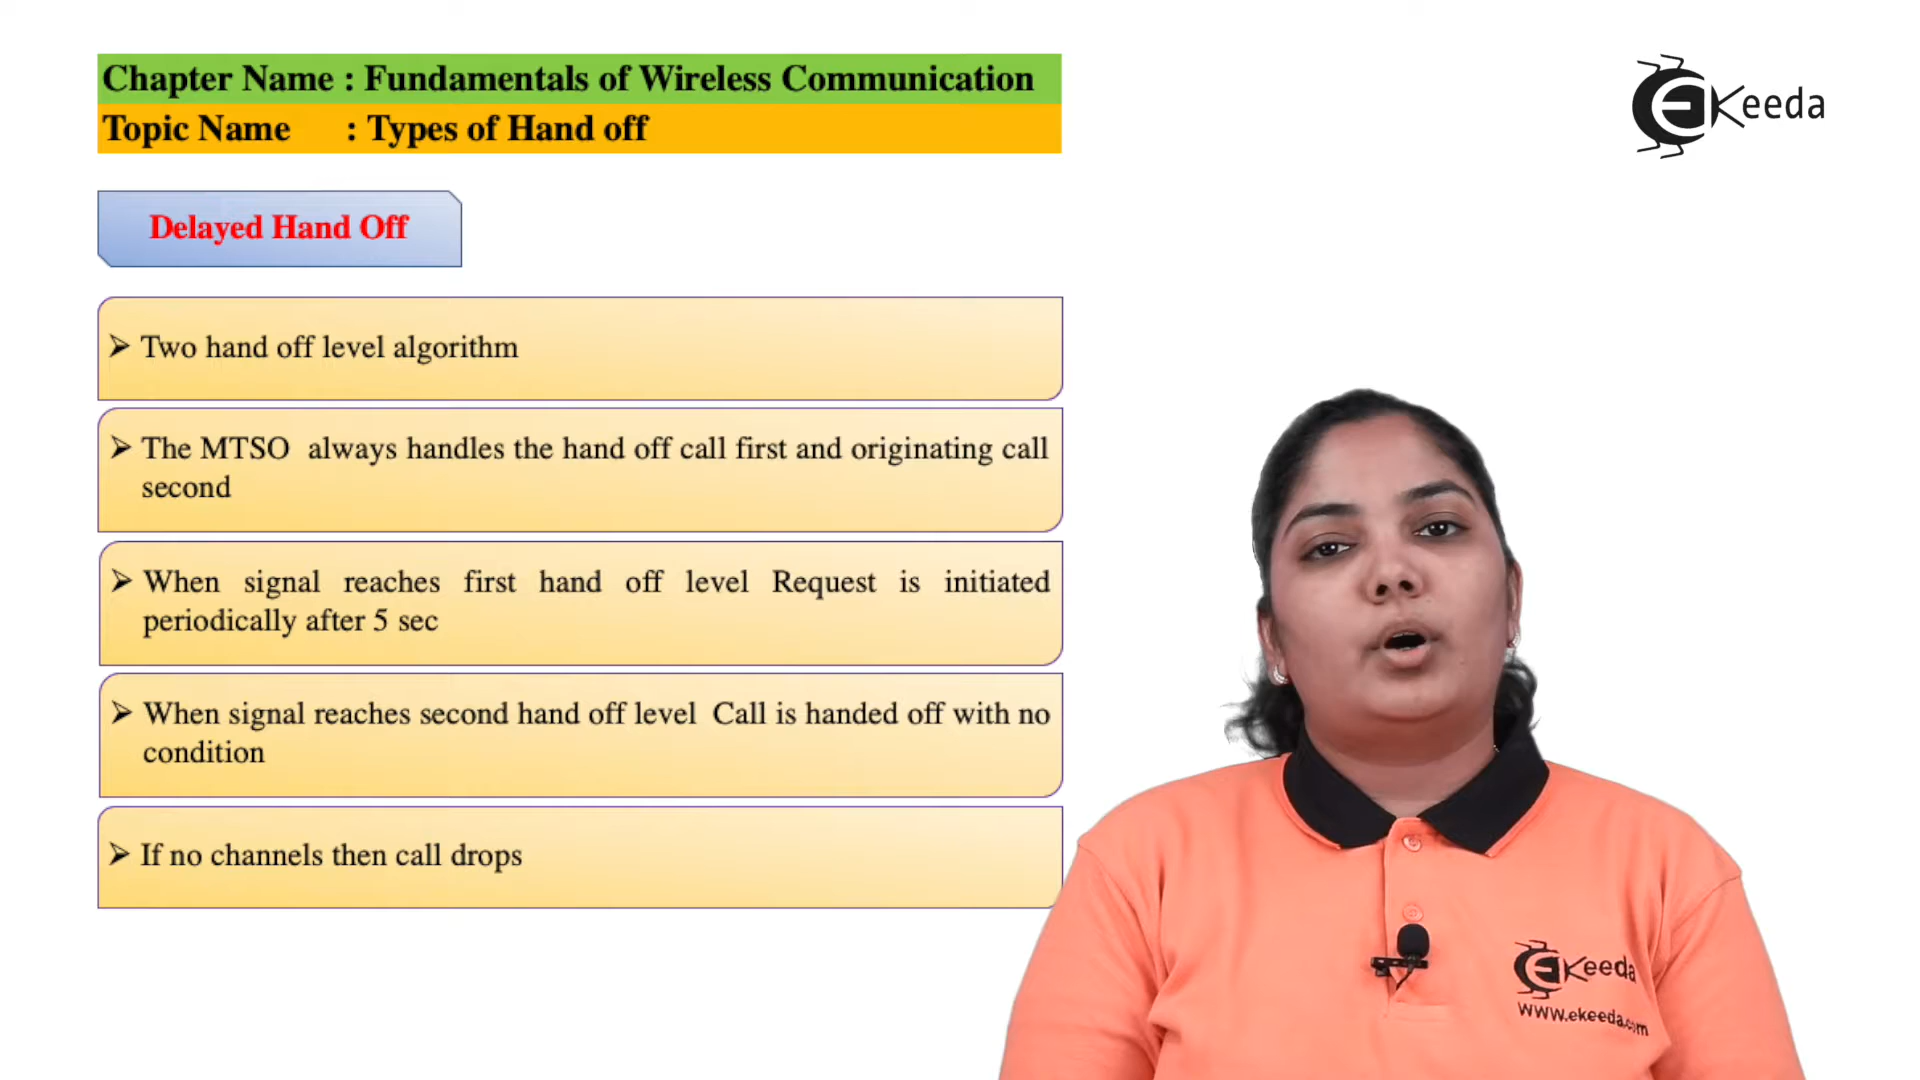 Chapter Name : Fundamentals of Wireless Communication
Topic Name : Types of Hand off
EKeeda
Delayed Hand Off
➢ Two hand off level algorithm
➢ The MTSO always handles the hand off call first and originating call
second
➢ When signal reaches first hand off level Request is initiated
periodically after 5 sec
➢ When signal reaches second hand off level Call is handed off with no
condition
➢ If no channels then call drops
EKeeda
www.ekeeda.com